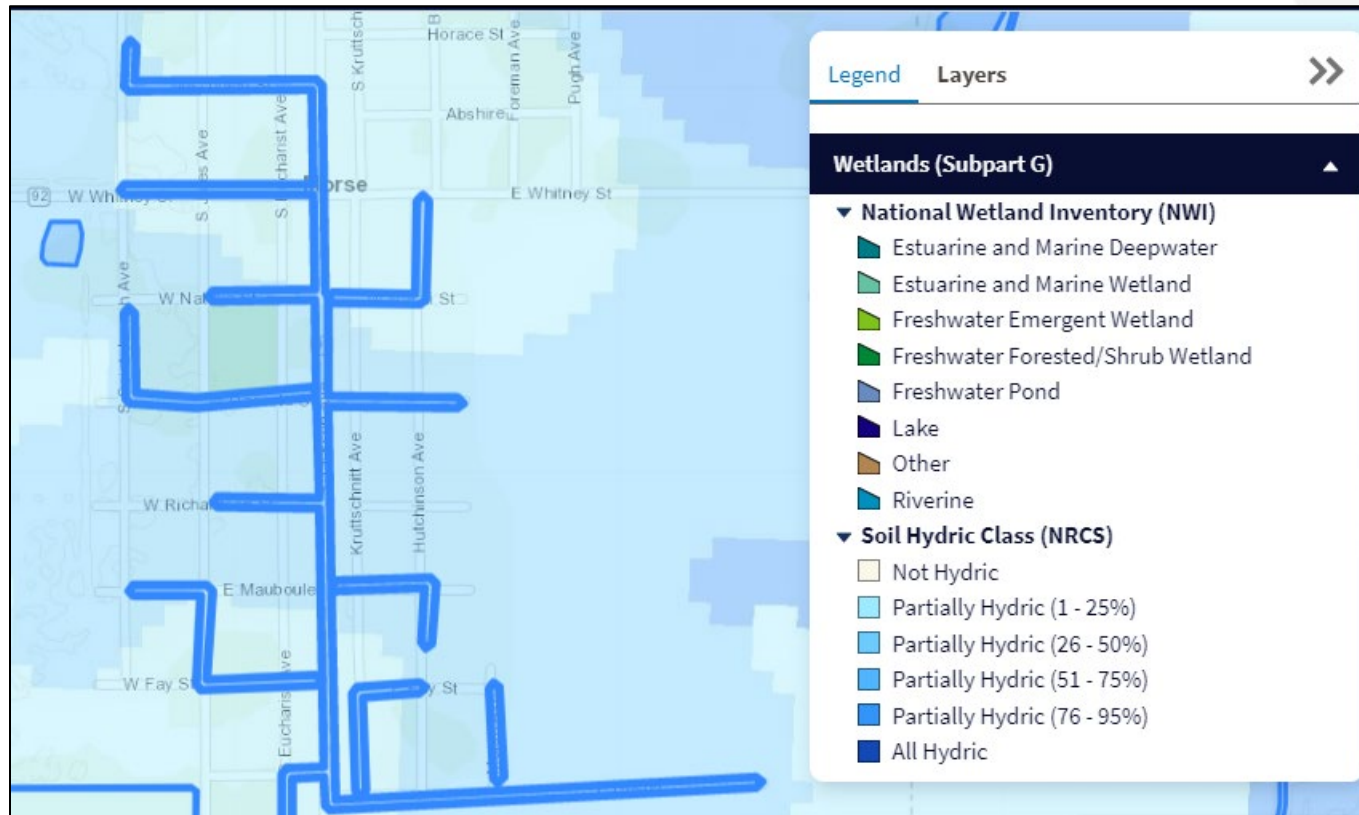 S Kruttsch
B
Horace St
Foreman Ave
Pugh Ave
Abshire
S Eucharist Ave
Morse
92
W Whitney St
E Whitney St
W
St
W
Kruttschnitt Ave
Hutchinson Ave
E Mauboule
W Fay St
St
Eucharist Ave
Legend
Layers
Wetlands (Subpart G)
National Wetland Inventory (NWI)
Estuarine and Marine Deepwater
Estuarine and Marine Wetland
Freshwater Emergent Wetland
Freshwater Forested/Shrub Wetland
Freshwater Pond
Lake
Other
Riverine
Soil Hydric Class (NRCS)
Not Hydric
Partially Hydric (1 - 25%)
Partially Hydric (26 - 50%)
Partially Hydric (51 - 75%)
Partially Hydric (76 - 95%)
All Hydric